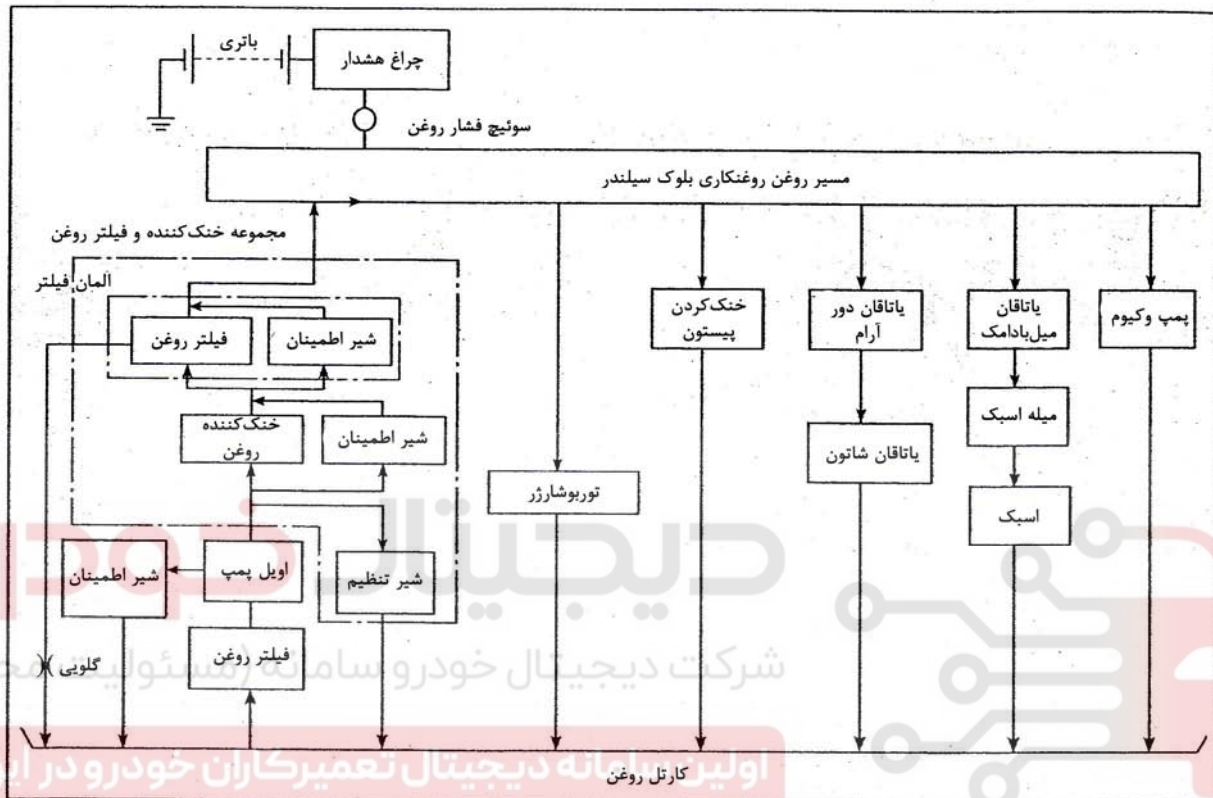 باتری
چراغ هشدار
سوئیچ فشار روغن
مسیر روغن روغنکاری بلوک سیلندر
مجموعه خنک‌کننده و فیلتر روغن
المان فیلتر
فیلتر روغن
شیر اطمینان
خنک‌کردن
پیستون
یاتاقان دور
آرام
یاتاقان
میل‌بادامک
پمپ وکیوم
خنک‌کننده
روغن
شیر اطمینان
میله اسبک
یاتاقان شاتون
توربوشارژر
اسبک
شیر اطمینان
اویل پمپ
شیر تنظیم
فیلتر روغن
گلویی
کارتل روغن
دیجیتال خودرو
شرکت دیجیتال خودرو سامانه (مسئولیت
اولین سامانه دیجیتال تعمیرکاران خودرو در